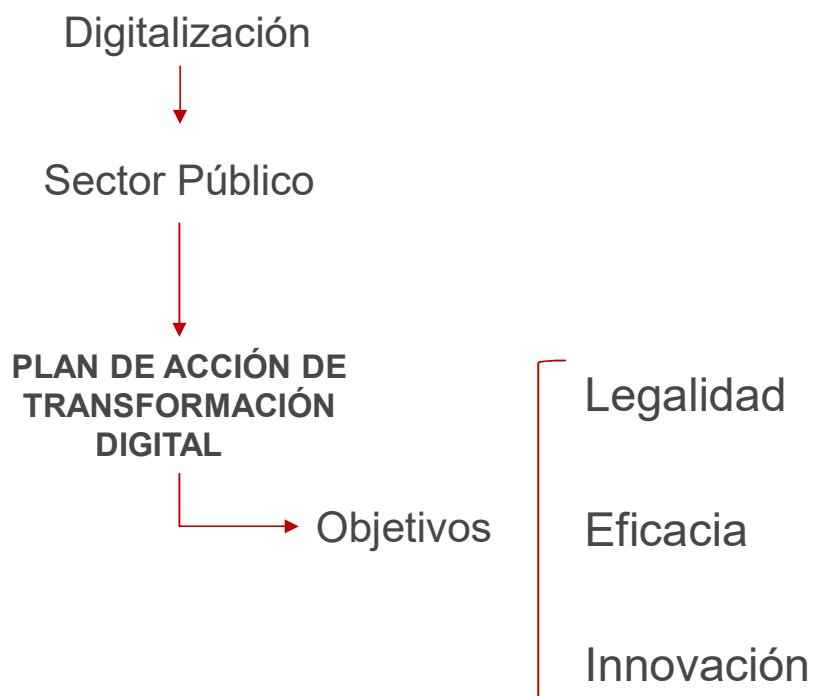 Digitalización
Sector Público
PLAN DE ACCIÓN DE
TRANSFORMACIÓN
DIGITAL
Objetivos
Legalidad
Eficacia
Innovación